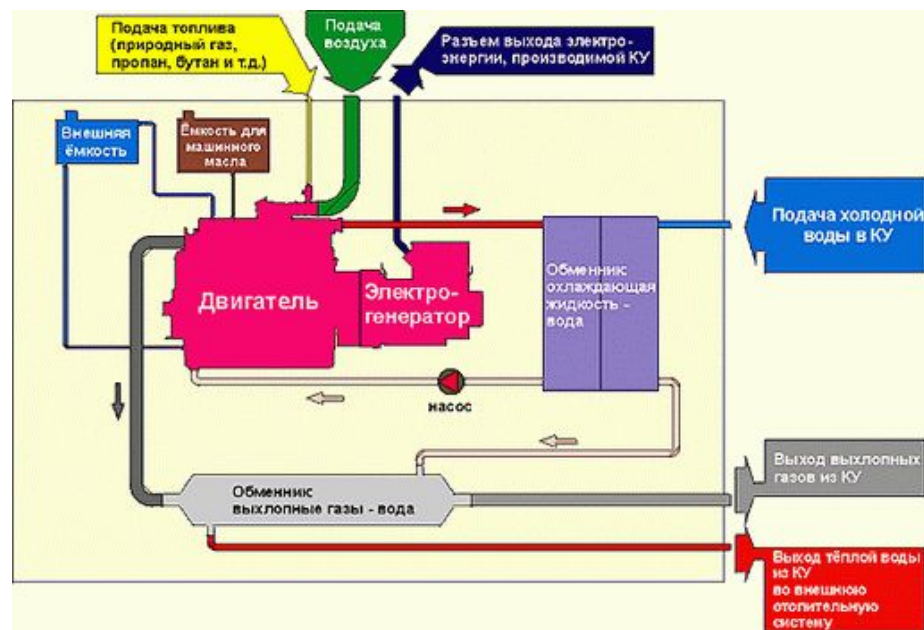 Подача топлива
(природный газ,
пропан, бутан и т.д.)
Подача
воздуха
Разъем выхода электро-
энергии, производимой КУ
Внешняя
ёмкость
Ёмкость для
машинного
масла
Подача холодной
воды в КУ
Двигатель
Электро-
генератор
Обменник
охлаждающая
жидкость -
вода
насос
Обменник
выхлопные газы - вода
Выход выхлопных
газов из КУ
Выход тёплой воды
из КУ
во внешнюю
отопительную
систему